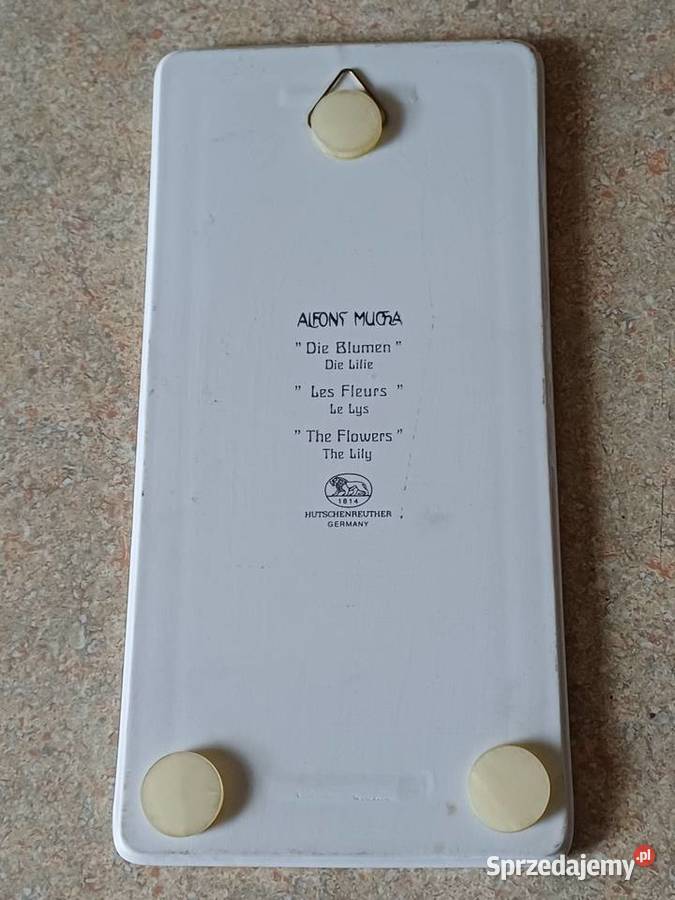 ALFONS MUCHA
" Die Blumen "
Die Lilie
" Les Fleurs "
Le Lys
" The Flowers "
The Lily
1814
HUTSCHENREUTHER
GERMANY
Sprzedajemy.pl